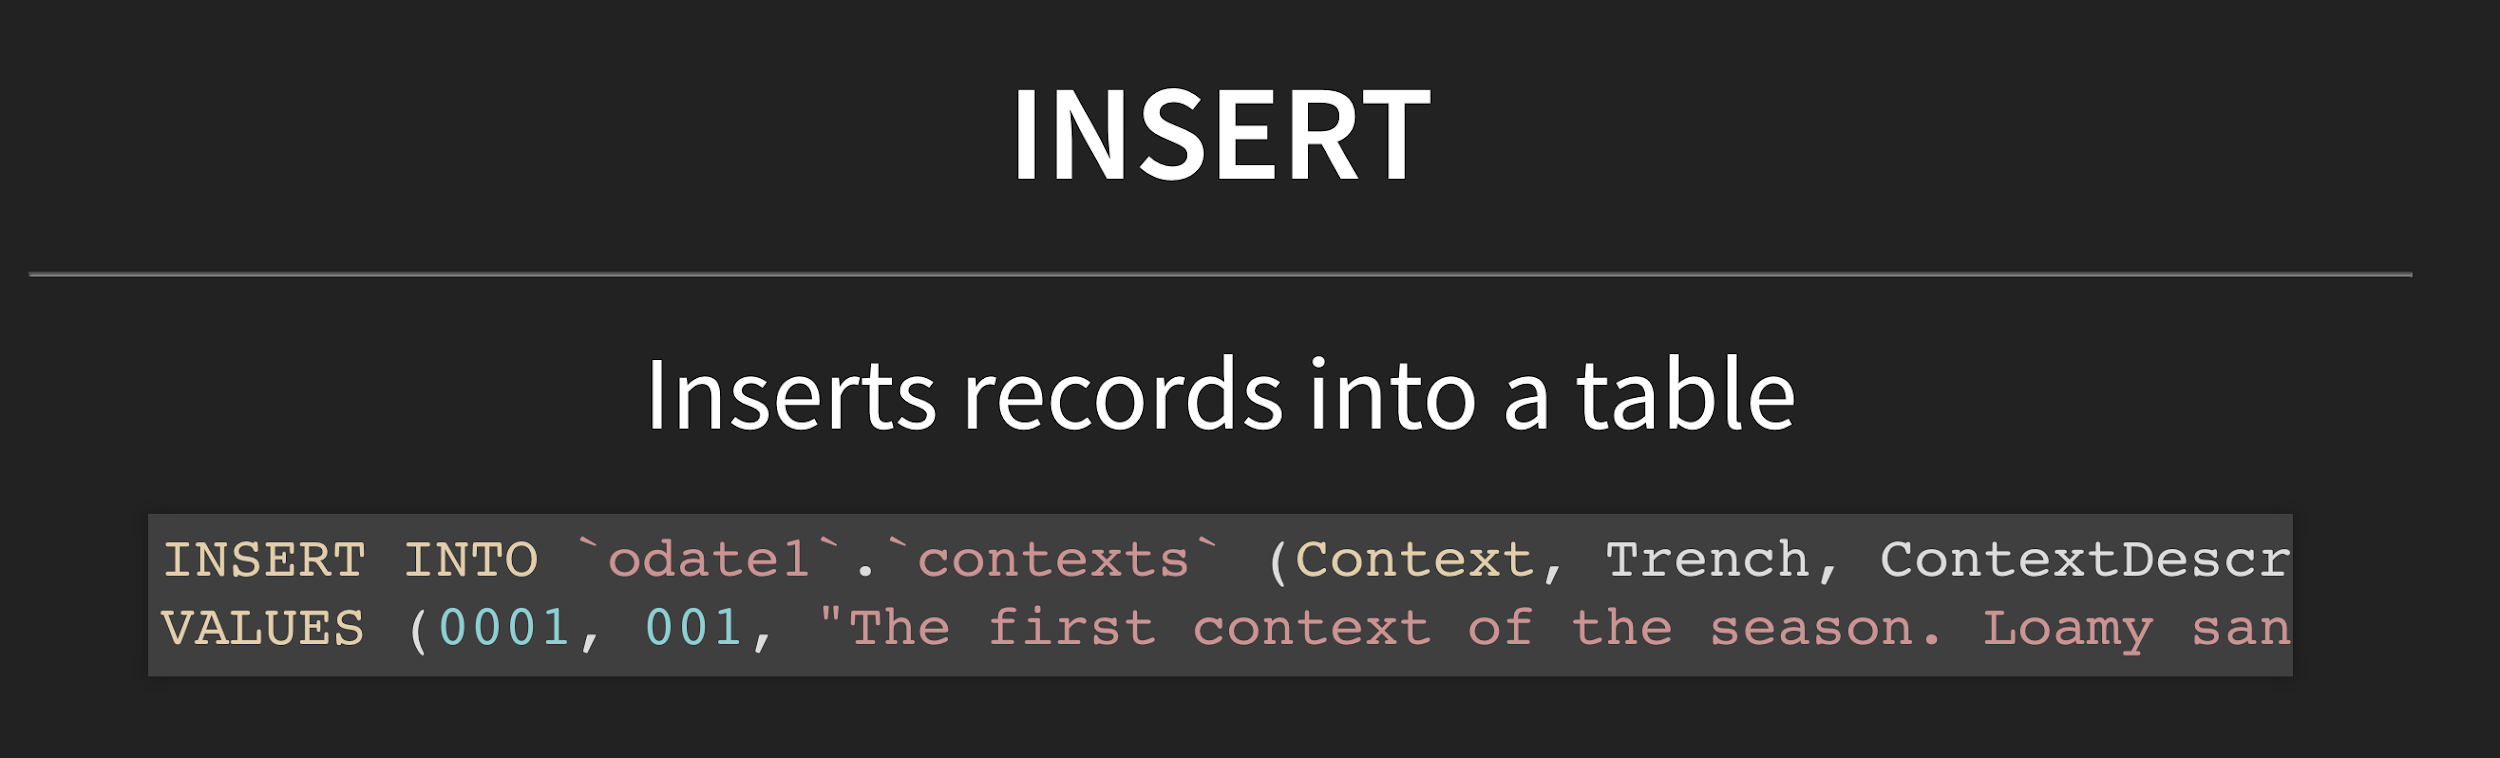 INSERT
Inserts records into a table
INSERT INTO `odate1`.`contexts` (Context, Trench, ContextDescr
VALUES (0001, 001, "The first context of the season. Loamy san